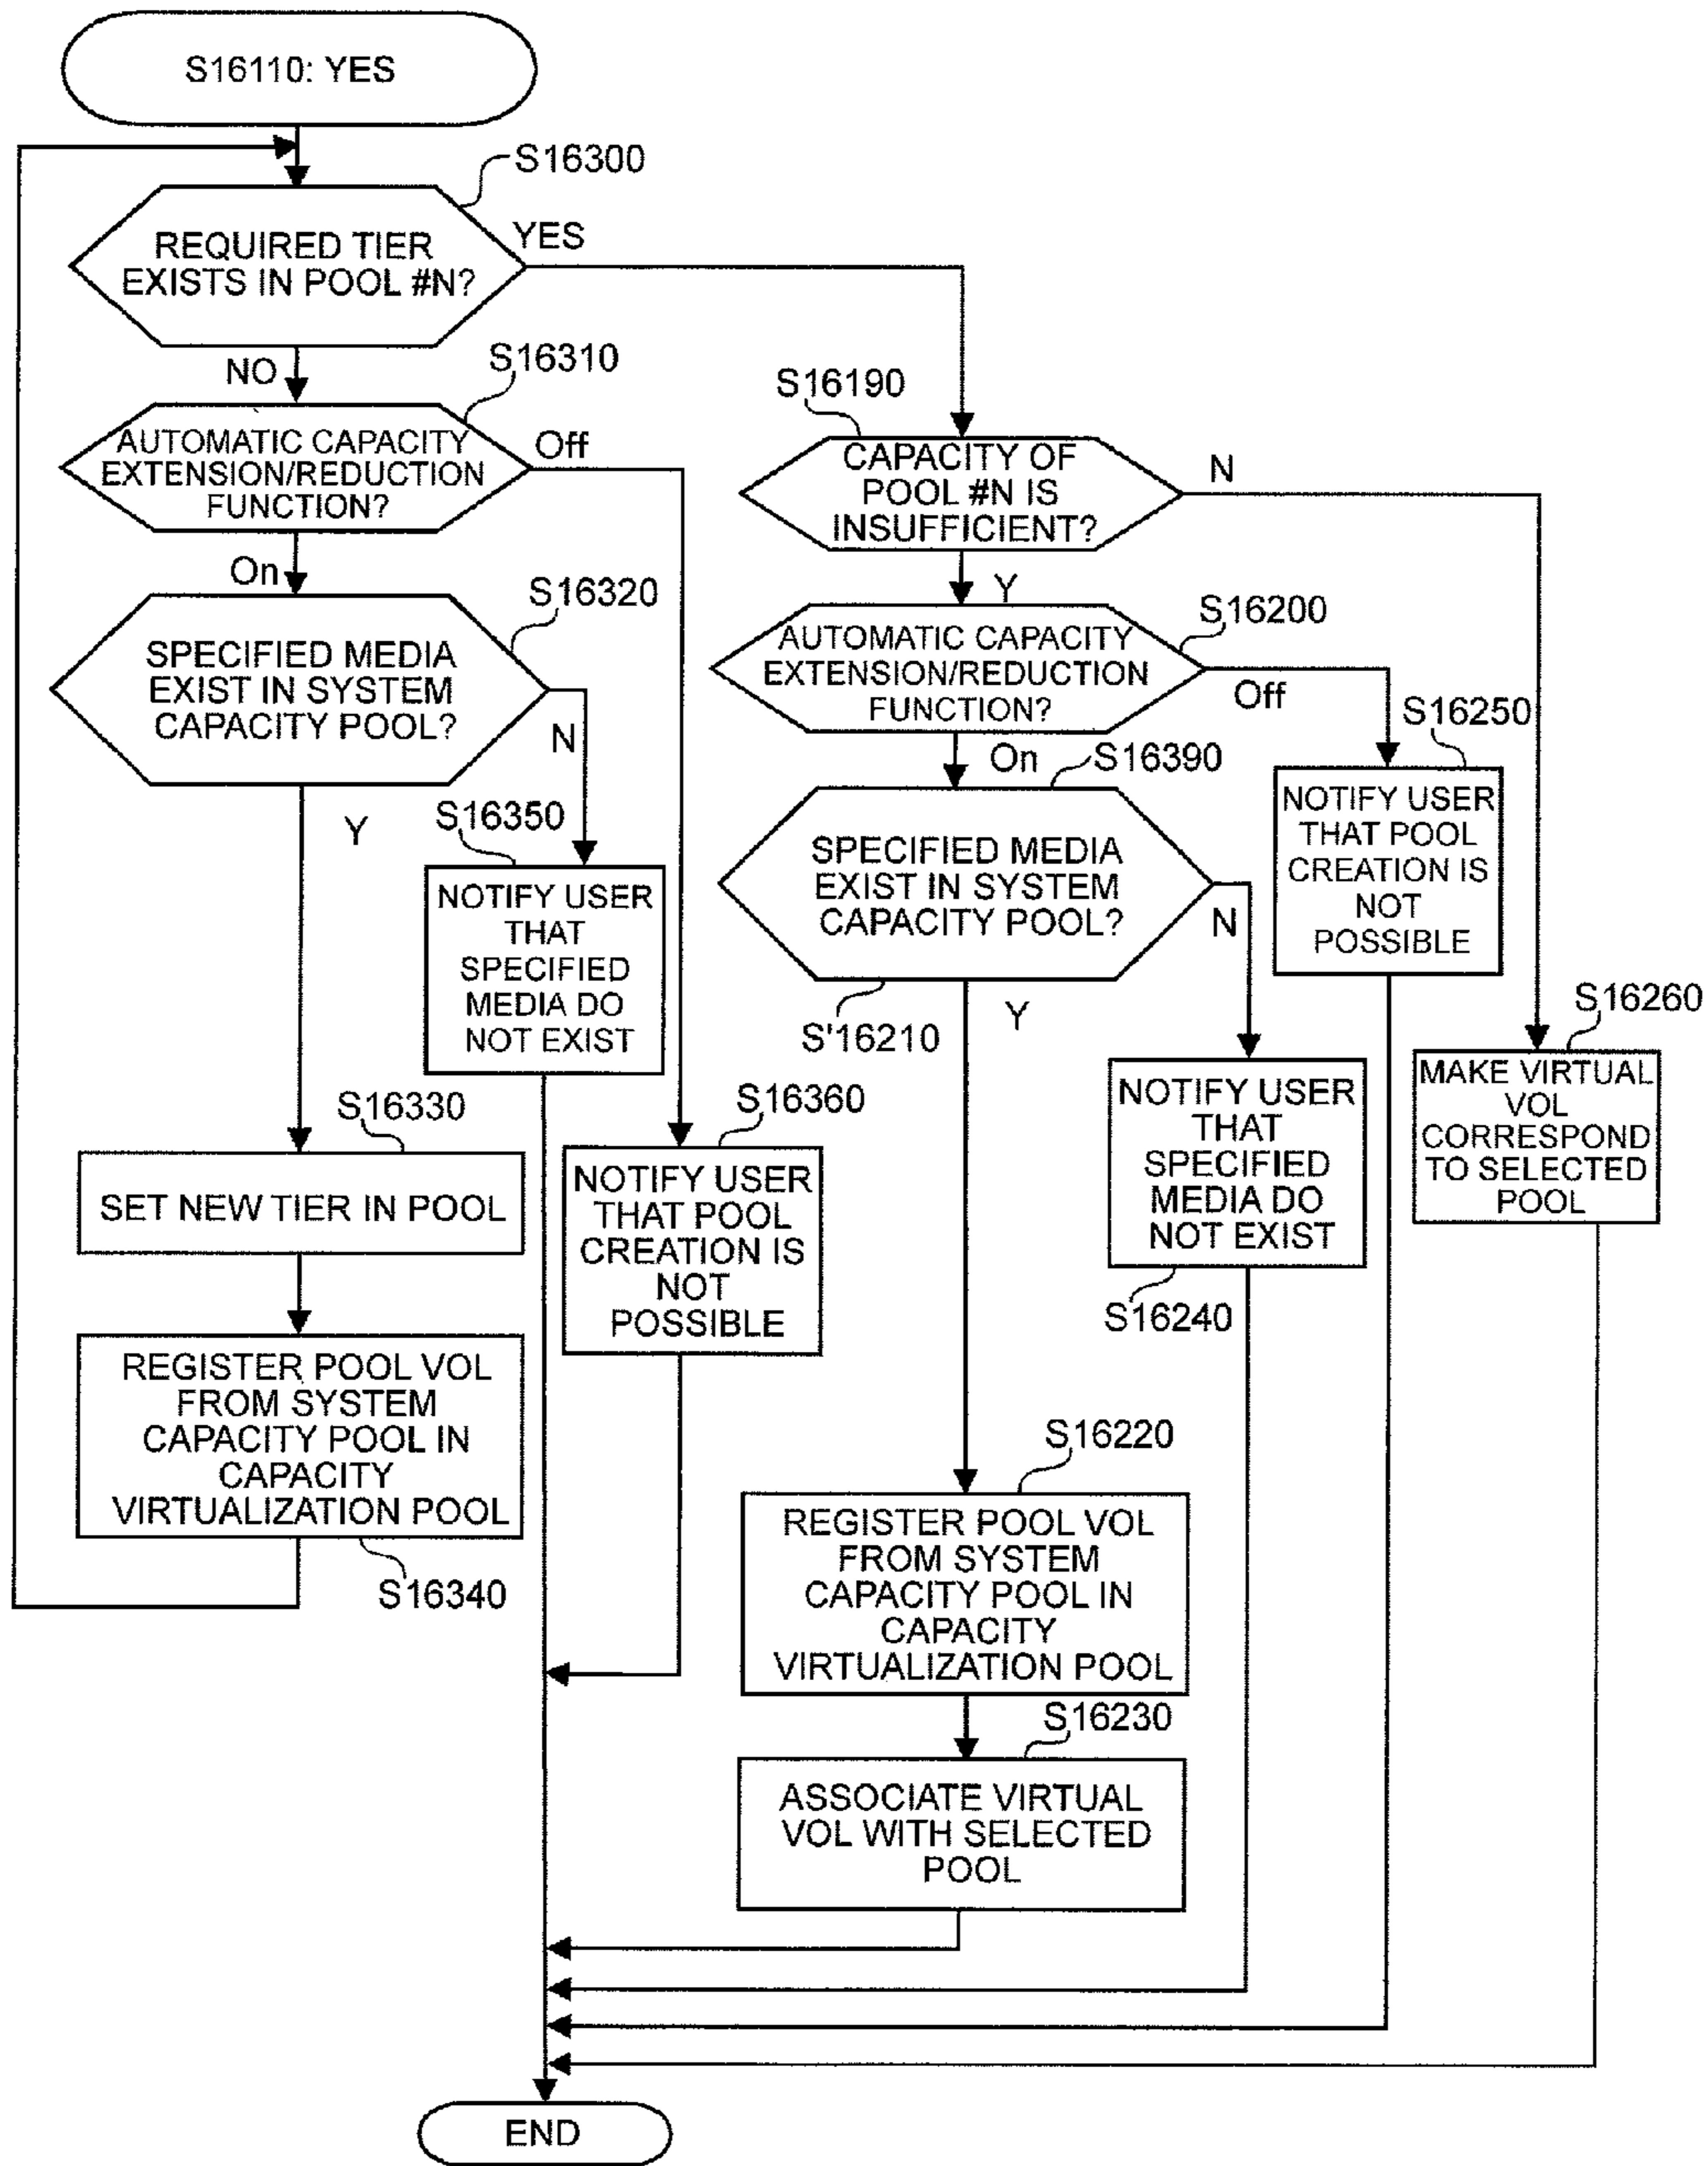 S16110: YES
S16300
REQUIRED TIER
EXISTS IN POOL #N?
YES
NO
S16310
AUTOMATIC CAPACITY
EXTENSION/REDUCTION
FUNCTION?
Off
On
S16320
SPECIFIED MEDIA
EXIST IN SYSTEM
CAPACITY POOL?
N
Y
S16350
NOTIFY USER
THAT
SPECIFIED
MEDIA DO
NOT EXIST
S16330
SET NEW TIER IN POOL
S16360
NOTIFY USER
THAT POOL
CREATION IS
NOT
POSSIBLE
REGISTER POOL VOL
FROM SYSTEM
CAPACITY POOL IN
CAPACITY
VIRTUALIZATION POOL
S16340
S16190
CAPACITY OF
POOL #N IS
INSUFFICIENT?
N
Y
S16200
AUTOMATIC CAPACITY
EXTENSION/REDUCTION
FUNCTION?
Off
On
S16250
NOTIFY USER
THAT POOL
CREATION IS
NOT
POSSIBLE
S16390
SPECIFIED MEDIA
EXIST IN SYSTEM
CAPACITY POOL?
N
Y
S'16210
S16260
MAKE VIRTUAL
VOL
CORRESPOND
TO SELECTED
POOL
NOTIFY USER
THAT
SPECIFIED
MEDIA DO
NOT EXIST
S16240
S16220
REGISTER POOL VOL
FROM SYSTEM
CAPACITY POOL IN
CAPACITY
VIRTUALIZATION POOL
S16230
ASSOCIATE VIRTUAL
VOL WITH SELECTED
POOL
END